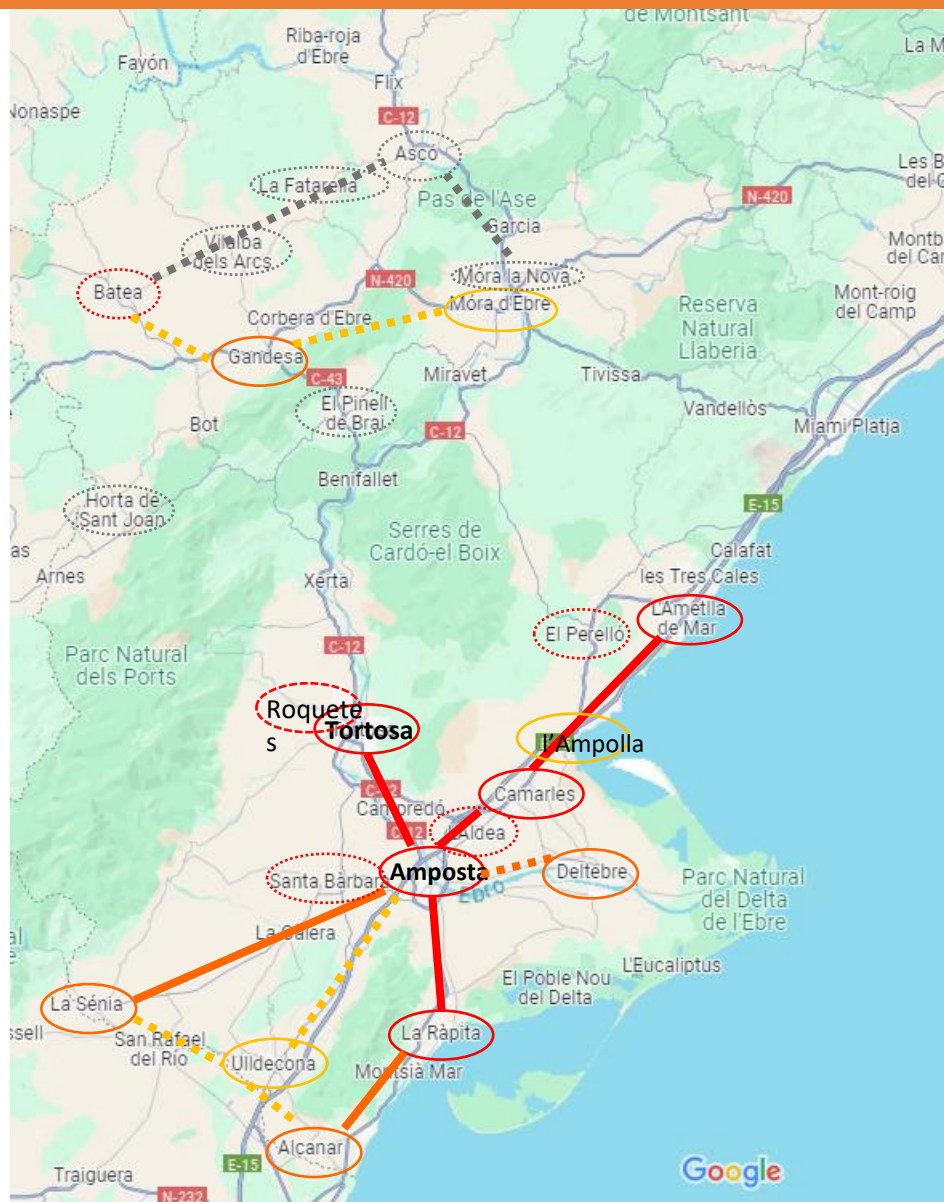 de Montsant
Riba-roja
d'Ebre
La M
Fayón
Flix
Nonaspe
C-12
Ascó
Les B
del C
La Fatarella
Pas de l'Ase
N-420
Garcia
Vilalba
dels Arcs
Montb
del Car
Móra la Nova
N-420
Batea
Mont-roig
del Camp
Móra d'Ebre
Reserva
Natural
Llaberia
Corbera d'Ebre
Gandesa
Miravet
Tivissa
C-43
El Pinell
de Brai
Vandellòs
Bot
Miami Platja
C-12
Benifallet
Horta de
Sant Joan
E-15
Serres de
Cardó-el Boix
as
Arnes
Calafat
Xerta
les Tres Cales
L'Ametlla
de Mar
El Perelló
C-12
Parc Natural
dels Ports
Roquete
s
Tortosa
l'Ampolla
Camarles
Campredó
L'Aldea
Amposta
Santa Bàrbara
Deltebre
Ebro
Parc Natural
del Delta
de l'Ebre
La Galera
L'Eucaliptus
El Poble Nou
del Delta
La Sénia
ssell
San Rafael
del Río
La Ràpita
Ulldecona
Montsià Mar
Alcanar
E-15
Traiguera
N-232
Google